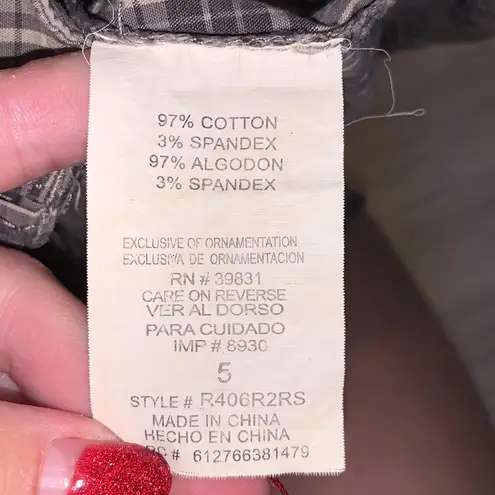 97% COTTON
3% SPANDEX
97% ALGODON
3% SPANDEX
EXCLUSIVE OF ORNAMENTATION
EXCLUSIVA DE ORNAMENTACION
RN # 39831
CARE ON REVERSE
VER AL DORSO
PARA CUIDADO
IMP # 8930
5
STYLE # R406R2RS
MADE IN CHINA
HECHO EN CHINA
# 612766381479